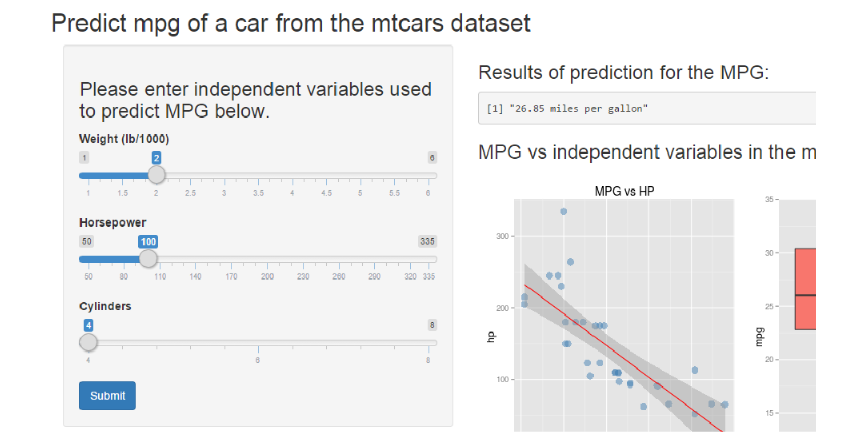 Predict mpg of a car from the mtcars dataset
Please enter independent variables used
to predict MPG below.
Weight (lb/1000)
1 2 6
1 1.5 2 2.5 3 3.5 4 4.5 5 5.5 6
Horsepower
50 100 335
50 80 110 140 170 200 230 260 290 320 335
Cylinders
4 8
4 6 8
Submit
Results of prediction for the MPG:
[1] "26.85 miles per gallon"
MPG vs independent variables in the m
MPG vs HP
300
200
100
hp
35
30
25
20
15
mpg